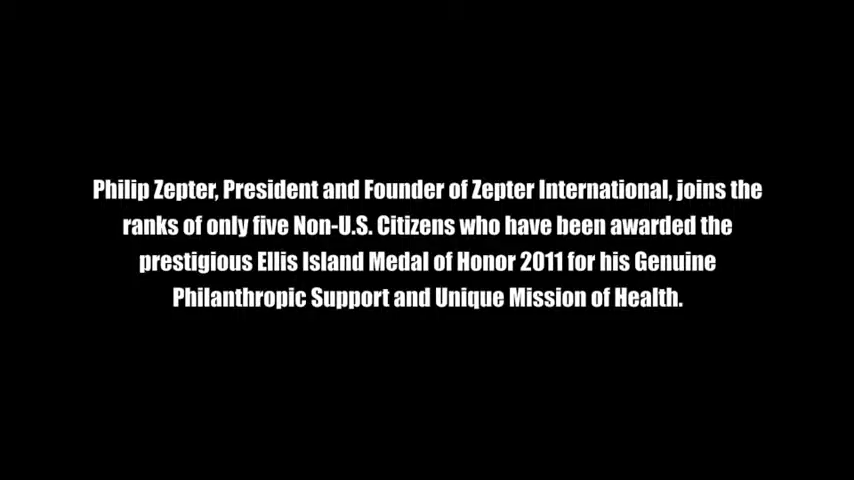 Philip Zepter, President and Founder of Zepter International, joins the
ranks of only five Non-U.S. Citizens who have been awarded the
prestigious Ellis Island Medal of Honor 2011 for his Genuine
Philanthropic Support and Unique Mission of Health.